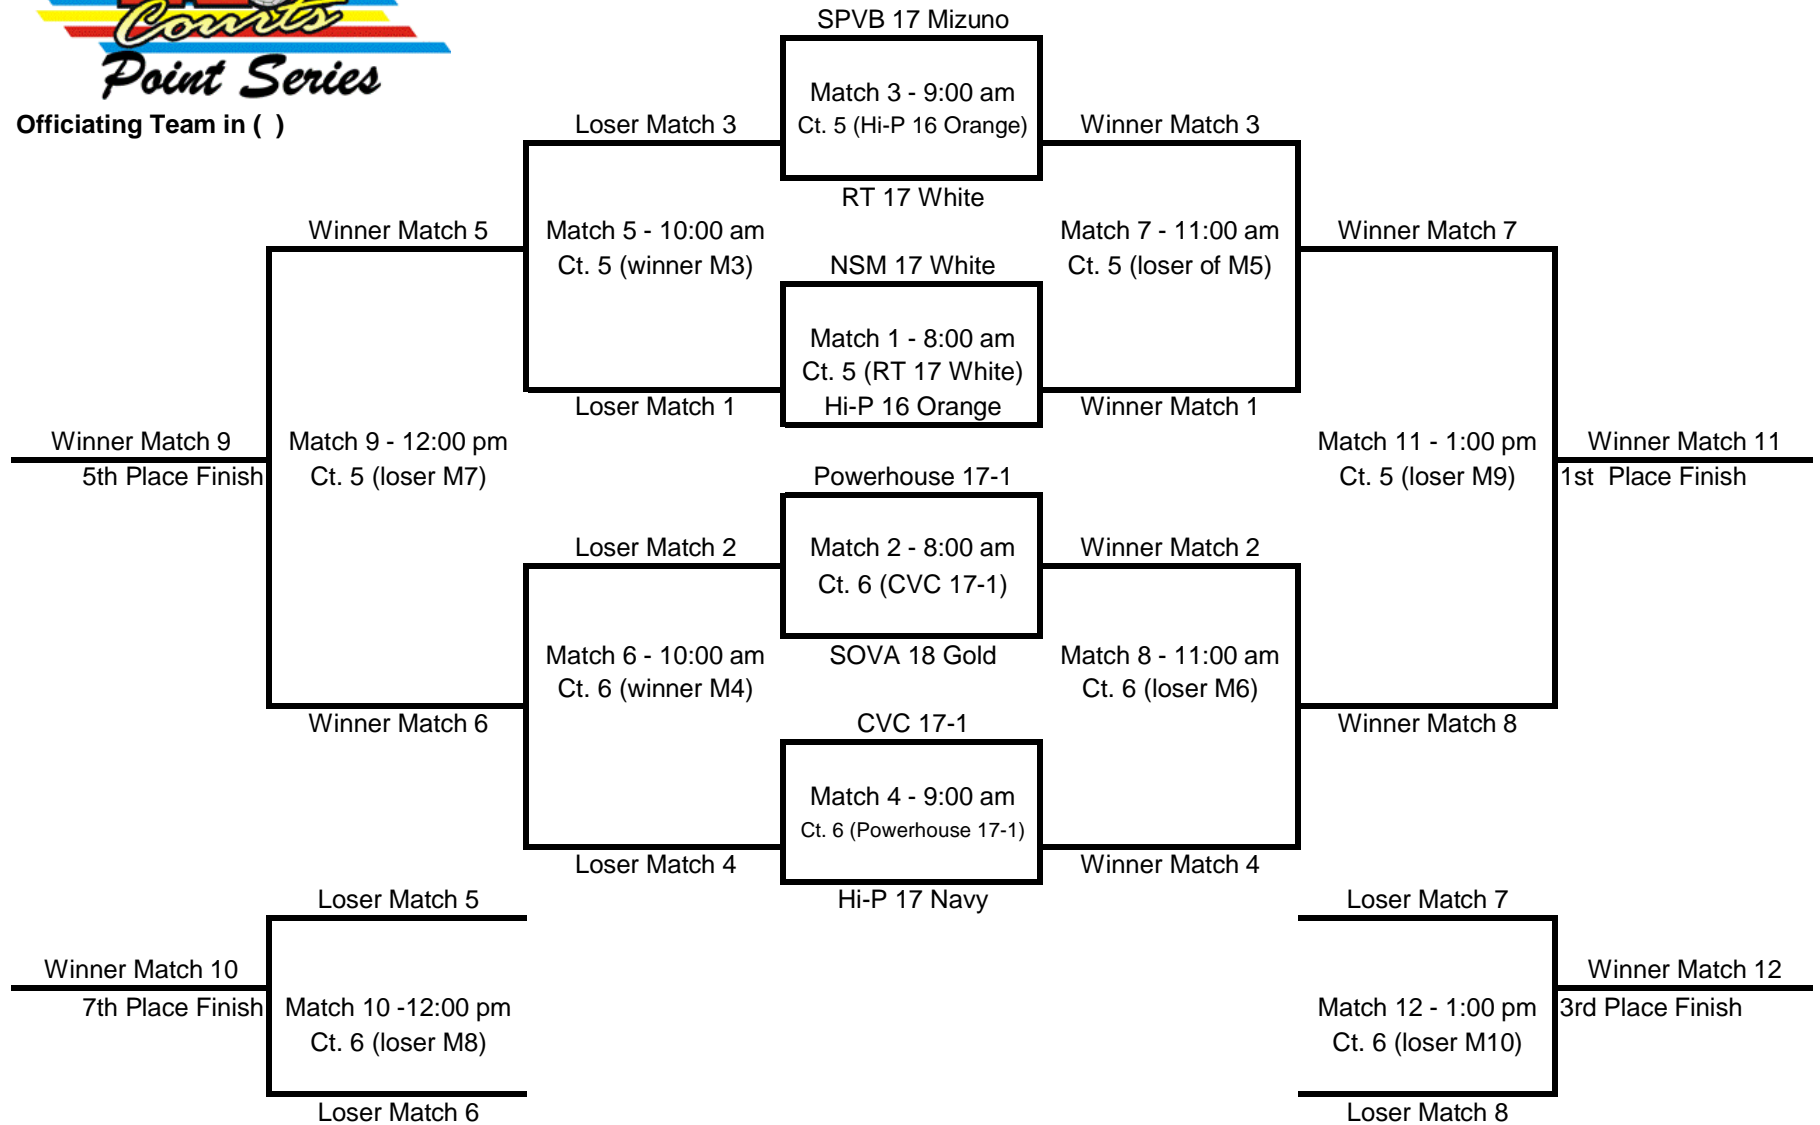 Courts
Point Series
Officiating Team in ( )
SPVB 17 Mizuno
Match 3 - 9:00 am
Ct. 5 (Hi-P 16 Orange)
RT 17 White
Loser Match 3
Winner Match 3
Winner Match 5
Match 5 - 10:00 am
Ct. 5 (winner M3)
NSM 17 White
Match 7 - 11:00 am
Ct. 5 (loser of M5)
Winner Match 7
Match 1 - 8:00 am
Ct. 5 (RT 17 White)
Hi-P 16 Orange
Loser Match 1
Winner Match 1
Winner Match 9
5th Place Finish
Match 9 - 12:00 pm
Ct. 5 (loser M7)
Powerhouse 17-1
Match 11 - 1:00 pm
Ct. 5 (loser M9)
Winner Match 11
1st Place Finish
Loser Match 2
Match 2 - 8:00 am
Ct. 6 (CVC 17-1)
Winner Match 2
Match 6 - 10:00 am
Ct. 6 (winner M4)
SOVA 18 Gold
Match 8 - 11:00 am
Ct. 6 (loser M6)
Winner Match 6
CVC 17-1
Winner Match 8
Match 4 - 9:00 am
Ct. 6 (Powerhouse 17-1)
Loser Match 4
Winner Match 4
Hi-P 17 Navy
Loser Match 5
Loser Match 7
Winner Match 10
7th Place Finish
Match 10 -12:00 pm
Ct. 6 (loser M8)
Match 12 - 1:00 pm
Ct. 6 (loser M10)
Winner Match 12
3rd Place Finish
Loser Match 6
Loser Match 8